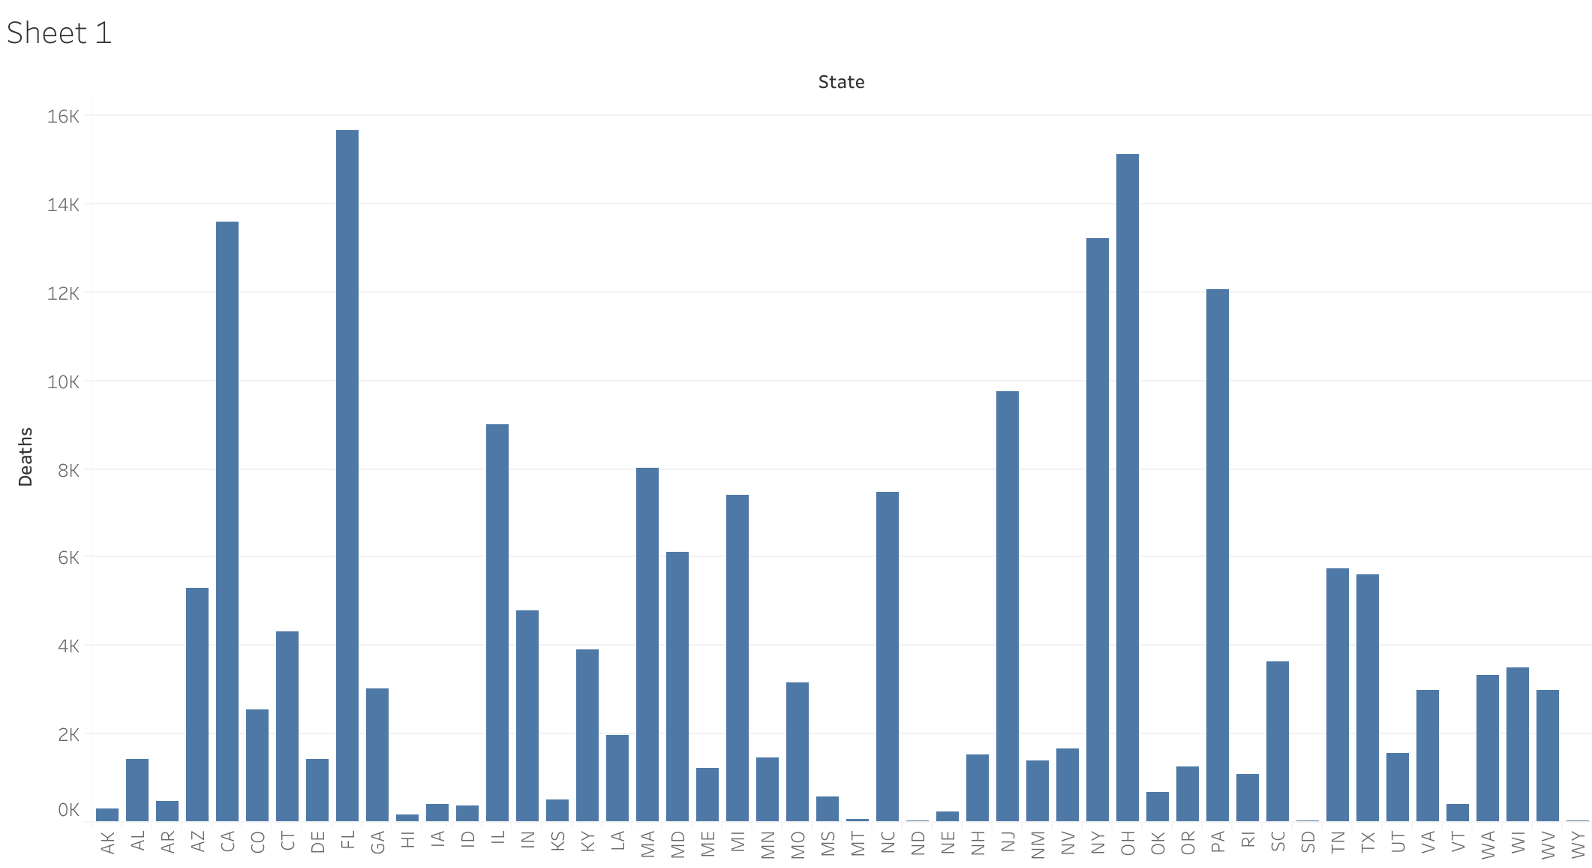 Sheet 1
State
16K
14K
12K
10K
8K
6K
4K
2K
0K
Deaths
AK AL AR AZ CA CO CT DE FL GA HI IA ID IL IN KS KY LA MA MD ME MI MN MO MS MT NC ND NE NH NJ NM NV NY OH OK OR PA RI SC SD TN TX UT VA VT WA WI WV WY